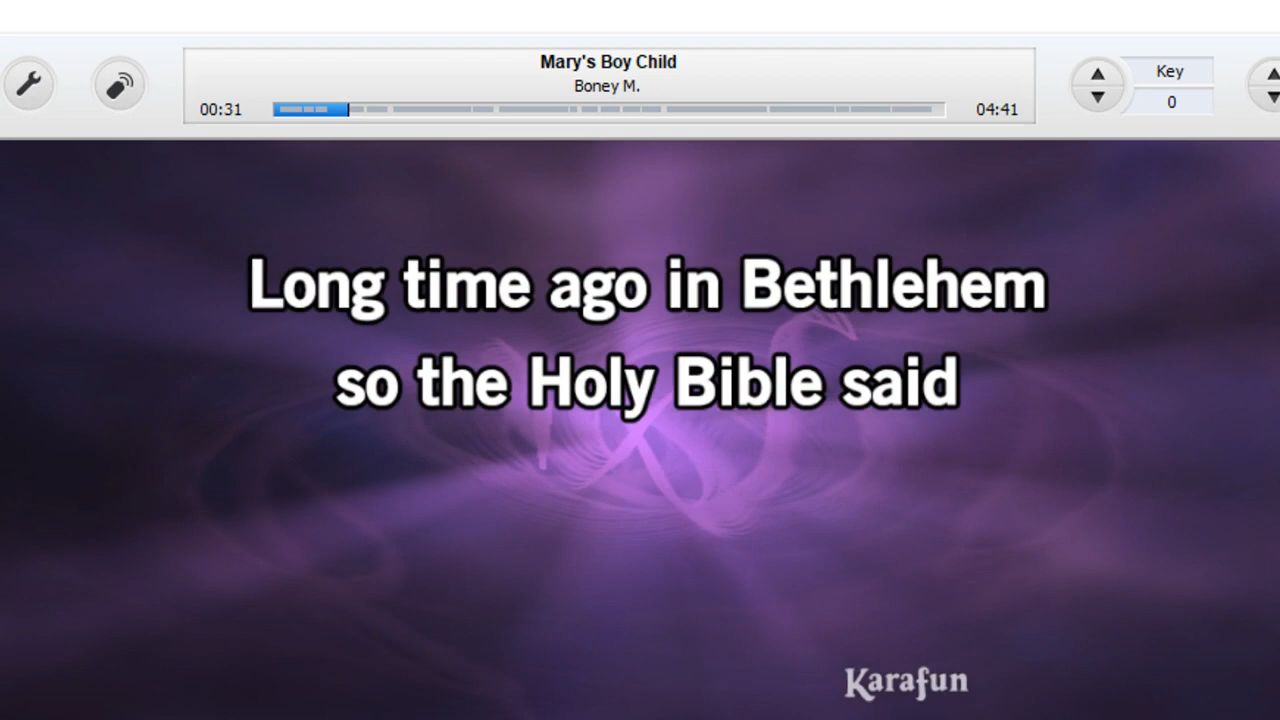 Mary's Boy Child
Boney M.
00:31
04:41
Key
0
Long time ago in Bethlehem
so the Holy Bible said
Karafun